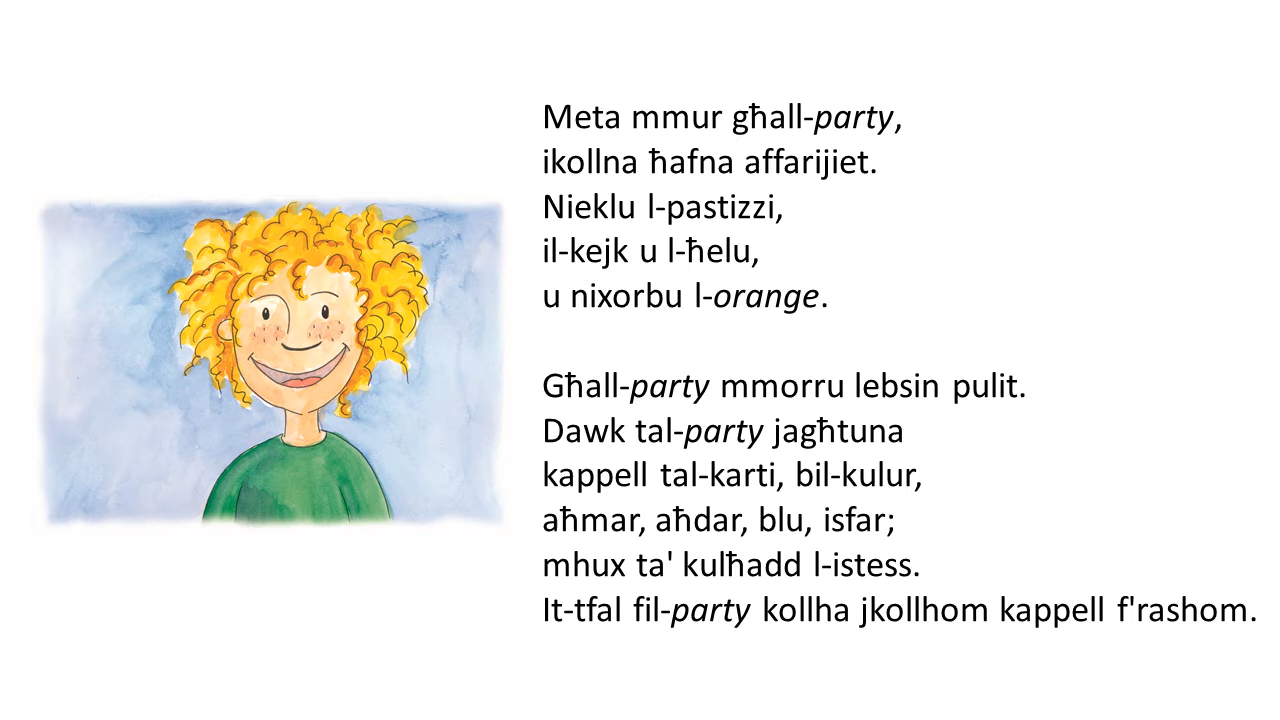 Meta mmur għall-party,
ikollna ħafna affarijiet.
Nieklu l-pastizzi,
il-kejk u l-ħelu,
u nixorbu l-orange.

Għall-party mmorru lebsin pulit.
Dawk tal-party jagħtuna
kappell tal-karti, bil-kulur,
aħmar, aħdar, blu, isfar;
mhux ta' kulħadd l-istess.
It-tfal fil-party kollha jkollhom kappell f'rashom.